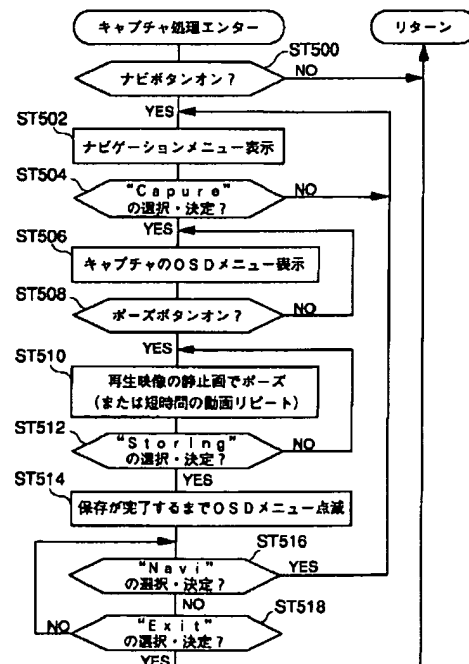 キャプチャ処理エンター
リターン
ST500
ナビボタンオン？
NO
YES
ST502
ナビゲーションメニュー表示
ST504
“Capure”
の選択・決定？
NO
YES
ST506
キャプチャのOSDメニュー表示
ST508
ポーズボタンオン？
NO
YES
ST510
再生映像の静止画でポーズ
（または短時間の動画リピート）
ST512
“Storing”
の選択・決定？
NO
YES
ST514
保存が完了するまでOSDメニュー点滅
ST516
“Navi”
の選択・決定？
YES
NO
ST518
“Exit”
の選択・決定？
NO
YES